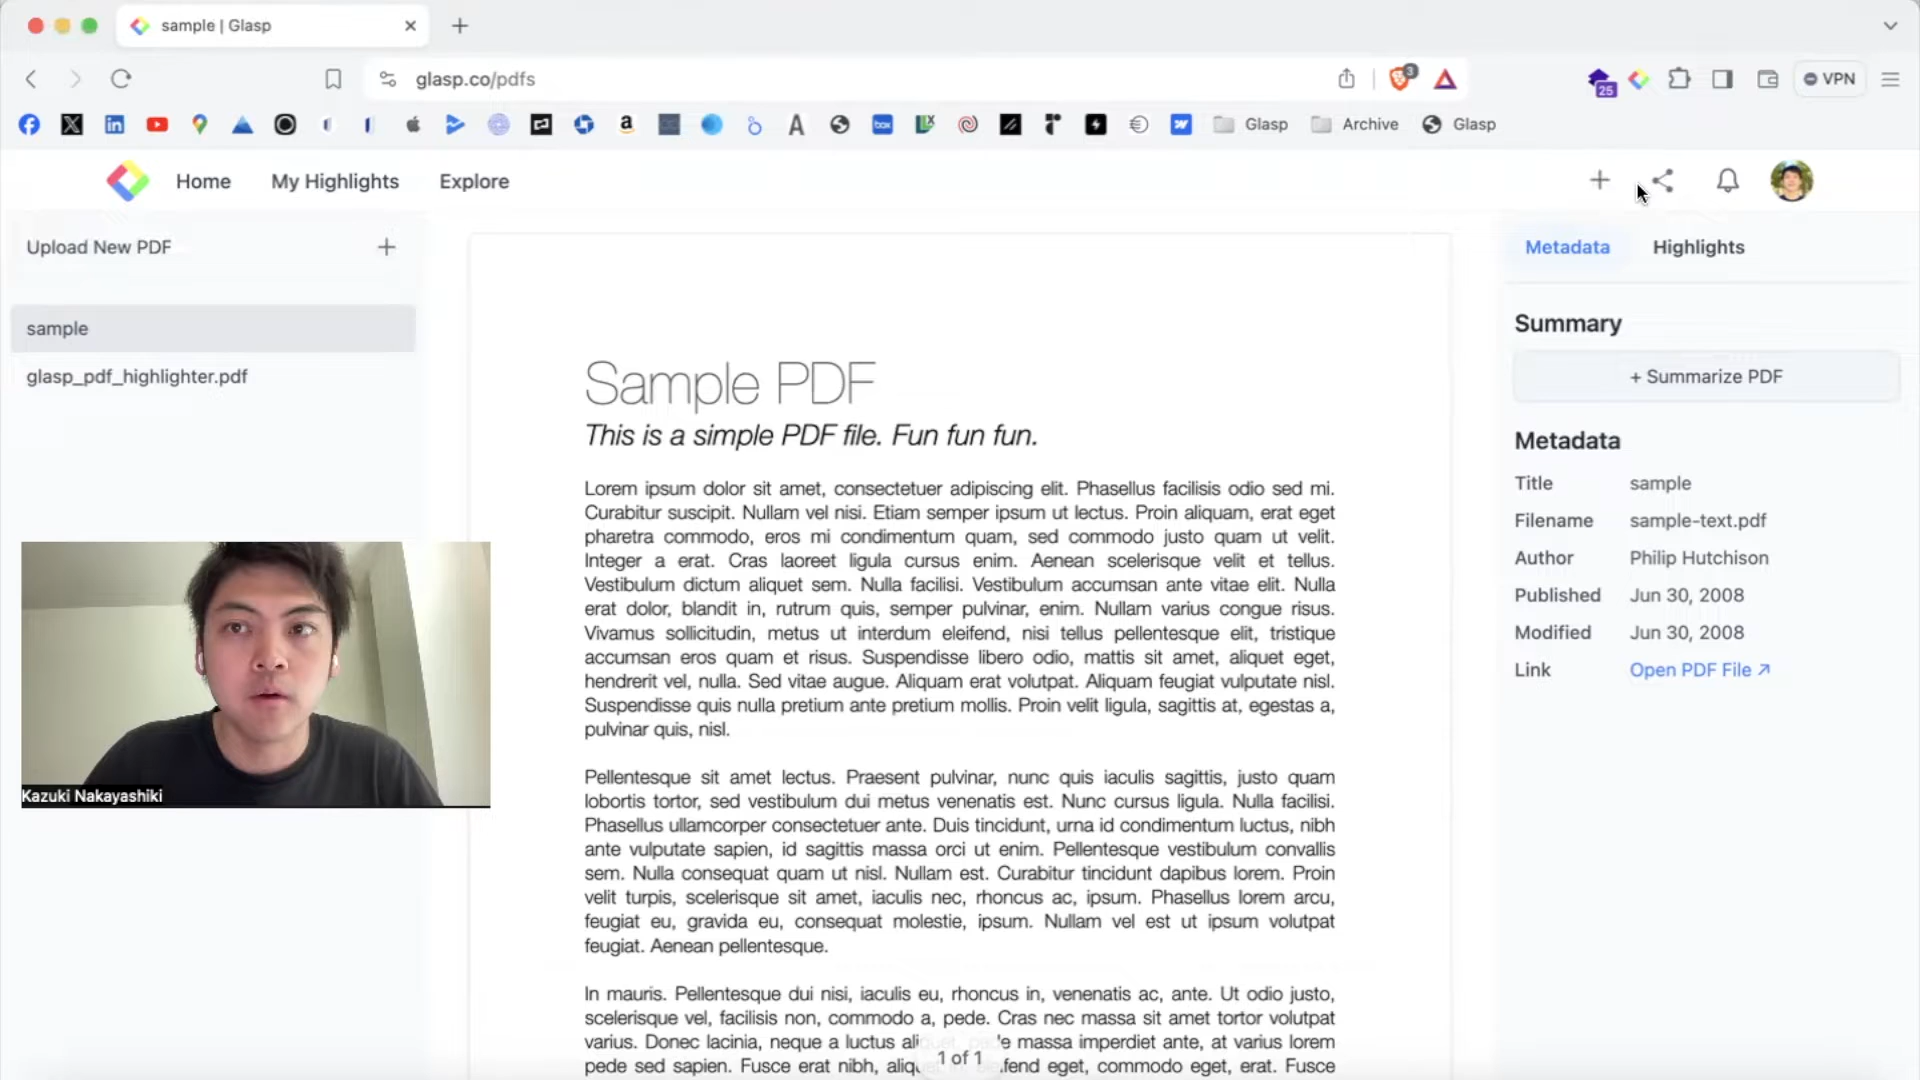 sample | Glasp
glasp.co/pdfs
3
25
VPN
box
Glasp
Archive
Glasp
Home
My Highlights
Explore
Upload New PDF
sample
glasp_pdf_highlighter.pdf
Kazuki Nakayashiki
Sample PDF
This is a simple PDF file. Fun fun fun.
Lorem ipsum dolor sit amet, consectetuer adipiscing elit. Phasellus facilisis odio sed mi.
Curabitur suscipit. Nullam vel nisi. Etiam semper ipsum ut lectus. Proin aliquam, erat eget
pharetra commodo, eros mi condimentum quam, sed commodo justo quam ut velit.
Integer a erat. Cras laoreet ligula cursus enim. Aenean scelerisque velit et tellus.
Vestibulum dictum aliquet sem. Nulla facilisi. Vestibulum accumsan ante vitae elit. Nulla
erat dolor, blandit in, rutrum quis, semper pulvinar, enim. Nullam varius congue risus.
Vivamus sollicitudin, metus ut interdum eleifend, nisi tellus pellentesque elit, tristique
accumsan eros quam et risus. Suspendisse libero odio, mattis sit amet, aliquet eget,
hendrerit vel, nulla. Sed vitae augue. Aliquam erat volutpat. Aliquam feugiat vulputate nisl.
Suspendisse quis nulla pretium ante pretium mollis. Proin velit ligula, sagittis at, egestas a,
pulvinar quis, nisl.
Pellentesque sit amet lectus. Praesent pulvinar, nunc quis iaculis sagittis, justo quam
lobortis tortor, sed vestibulum dui metus venenatis est. Nunc cursus ligula. Nulla facilisi.
Phasellus ullamcorper consectetuer ante. Duis tincidunt, urna id condimentum luctus, nibh
ante vulputate sapien, id sagittis massa orci ut enim. Pellentesque vestibulum convallis
sem. Nulla consequat quam ut nisl. Nullam est. Curabitur tincidunt dapibus lorem. Proin
velit turpis, scelerisque sit amet, iaculis nec, rhoncus ac, ipsum. Phasellus lorem arcu,
feugiat eu, gravida eu, consequat molestie, ipsum. Nullam vel est ut ipsum volutpat
feugiat. Aenean pellentesque.
In mauris. Pellentesque dui nisi, iaculis eu, rhoncus in, venenatis ac, ante. Ut odio justo,
scelerisque vel, facilisis non, commodo a, pede. Cras nec massa sit amet tortor volutpat
varius. Donec lacinia, neque a luctus massa imperdiet ante, at varius lorem
pede sed sapien. Fusce erat nibh, eget, commodo eget, erat. Fusce
1 of 1
Metadata
Highlights
Summary
+ Summarize PDF
Metadata
Title sample
Filename sample-text.pdf
Author Philip Hutchison
Published Jun 30, 2008
Modified Jun 30, 2008
Link Open PDF File ↗